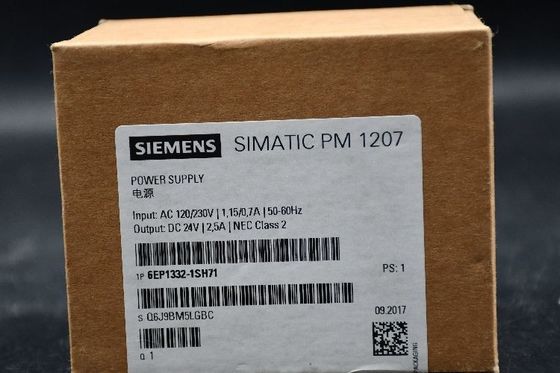 SIEMENS SIMATIC PM 1207
POWER SUPPLY
电源
Input: AC 120/230V | 1,15/0,7A | 50-60Hz
Output: DC 24V | 2,5A | NEC Class 2
1P 6EP1332-1SH71 PS: 1
S Q6J9BM5LGBC 09.2017
Q 1
PACKAGING